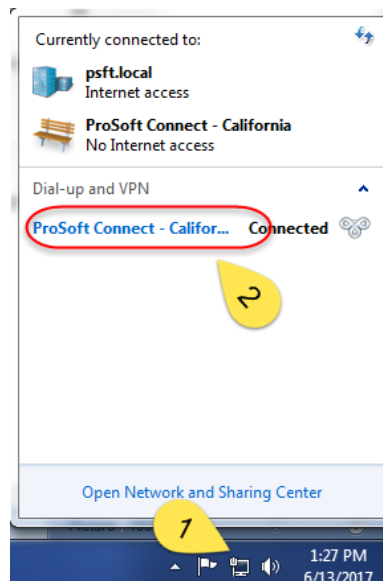 Currently connected to:
psft.local
Internet access
ProSoft Connect - California
No Internet access
Dial-up and VPN
ProSoft Connect - Califor... Connected
2
Open Network and Sharing Center
1
1:27 PM
6/13/2017